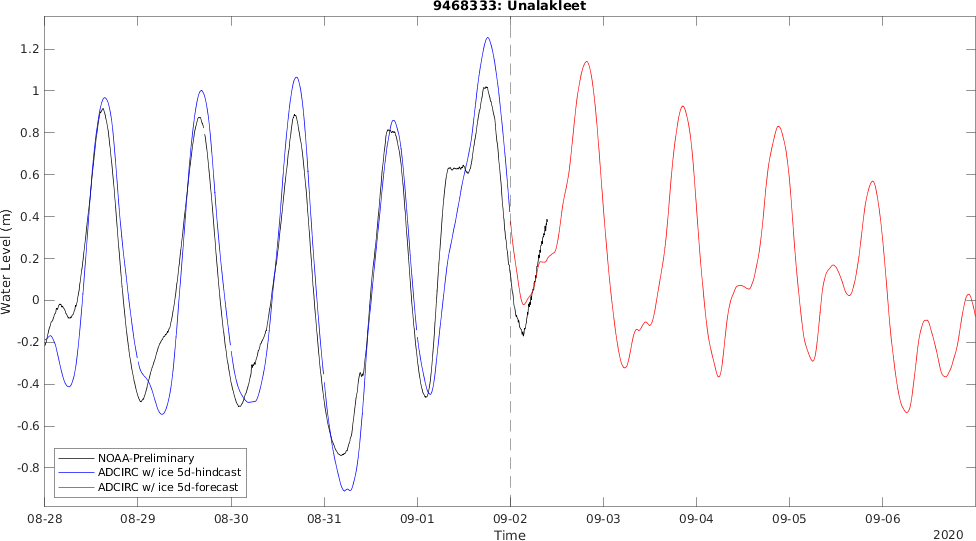 9468333: Unalakleet
Water Level (m)
1.2
1
0.8
0.6
0.4
0.2
0
-0.2
-0.4
-0.6
-0.8
NOAA-Preliminary
ADCIRC w/ ice 5d-hindcast
ADCIRC w/ ice 5d-forecast
08-28 08-29 08-30 08-31 09-01 09-02 09-03 09-04 09-05 09-06
Time
2020